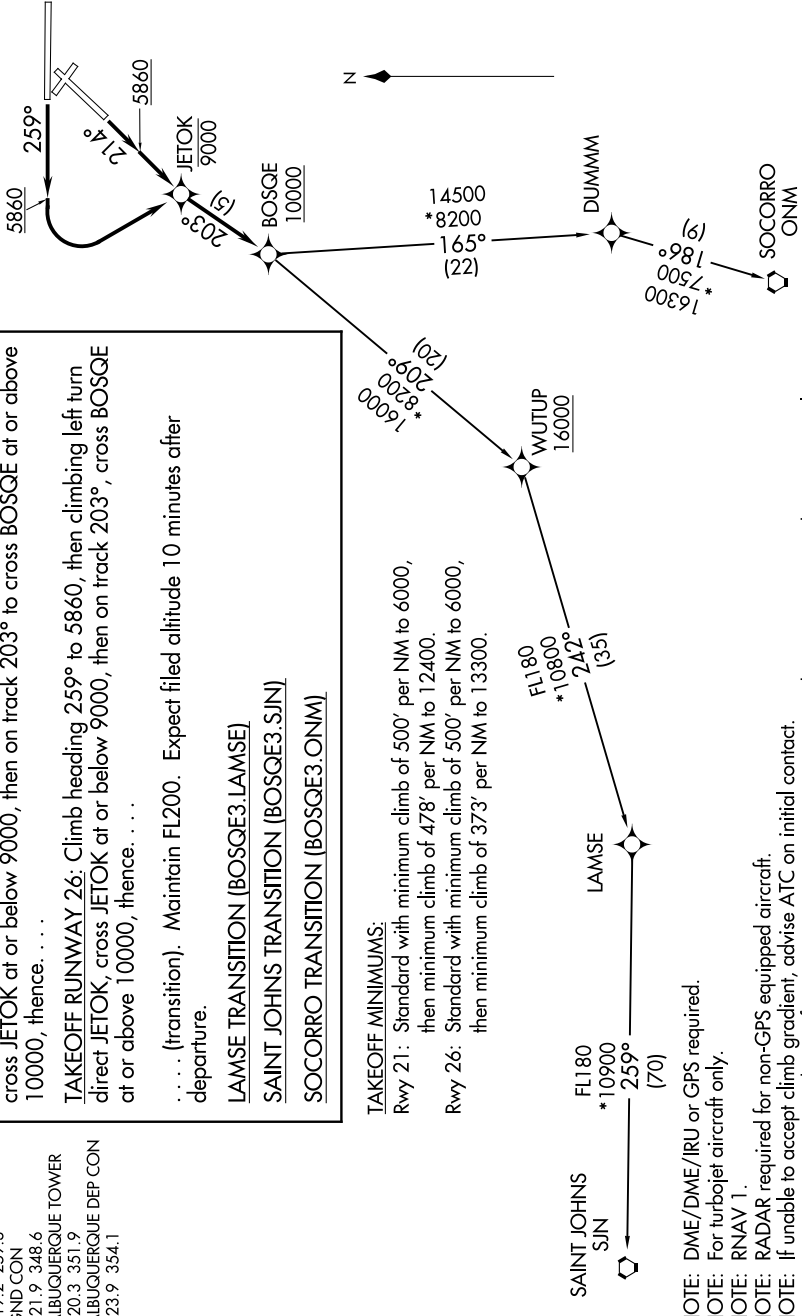 GND CON
21.9 348.6
LBUQUERQUE TOWER
20.3 351.9
LBUQUERQUE DEP CON
23.9 354.1
cross JETOK at or below 9000, then on track 203° to cross BOSQE at or above
10000, thence. . . .
TAKEOFF RUNWAY 26: Climb heading 259° to 5860, then climbing left turn
direct JETOK, cross JETOK at or below 9000, then on track 203°, cross BOSQE
at or above 10000, thence. . . .
. . . . (transition). Maintain FL200. Expect filed altitude 10 minutes after
departure.
LAMSE TRANSITION (BOSQE3.LAMSE)
SAINT JOHNS TRANSITION (BOSQE3.SJN)
SOCORRO TRANSITION (BOSQE3.ONM)
5860
259°
214°
5860
JETOK
9000
203°
(5)
BOSQE
10000
N
14500
*8200
165°
(22)
DUMMM
16300
*7500
186°
(9)
SOCORRO
ONM
16000
*8200
209°
(20)
WUTUP
16000
FL180
*10800
242°
(35)
LAMSE
FL180
*10900
259°
(70)
SAINT JOHNS
SJN
TAKEOFF MINIMUMS:
Rwy 21: Standard with minimum climb of 500' per NM to 6000,
then minimum climb of 478' per NM to 12400.
Rwy 26: Standard with minimum climb of 500' per NM to 6000,
then minimum climb of 373' per NM to 13300.
OTE: DME/DME/IRU or GPS required.
OTE: For turbojet aircraft only.
OTE: RNAV 1.
OTE: RADAR required for non-GPS equipped aircraft.
OTE: If unable to accept climb gradient, advise ATC on initial contact.